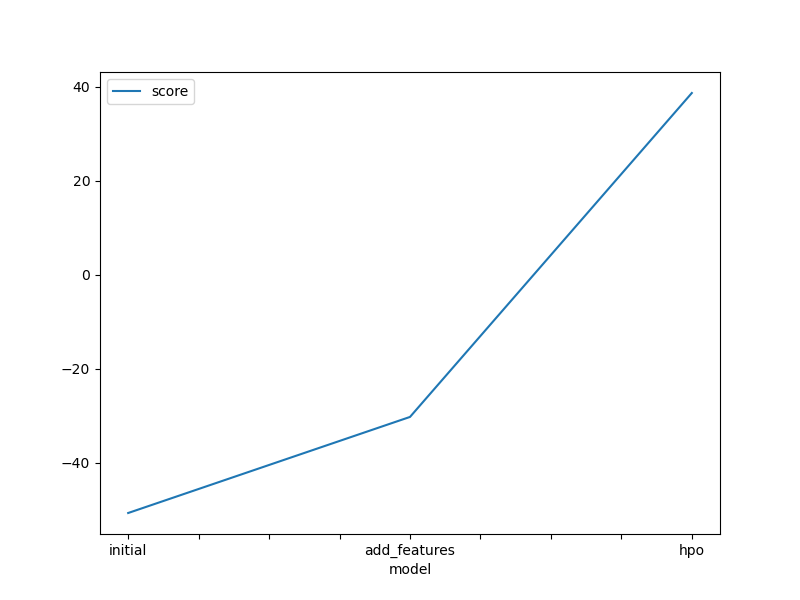 score
40
20
0
−20
−40
initial
add_features
hpo
model